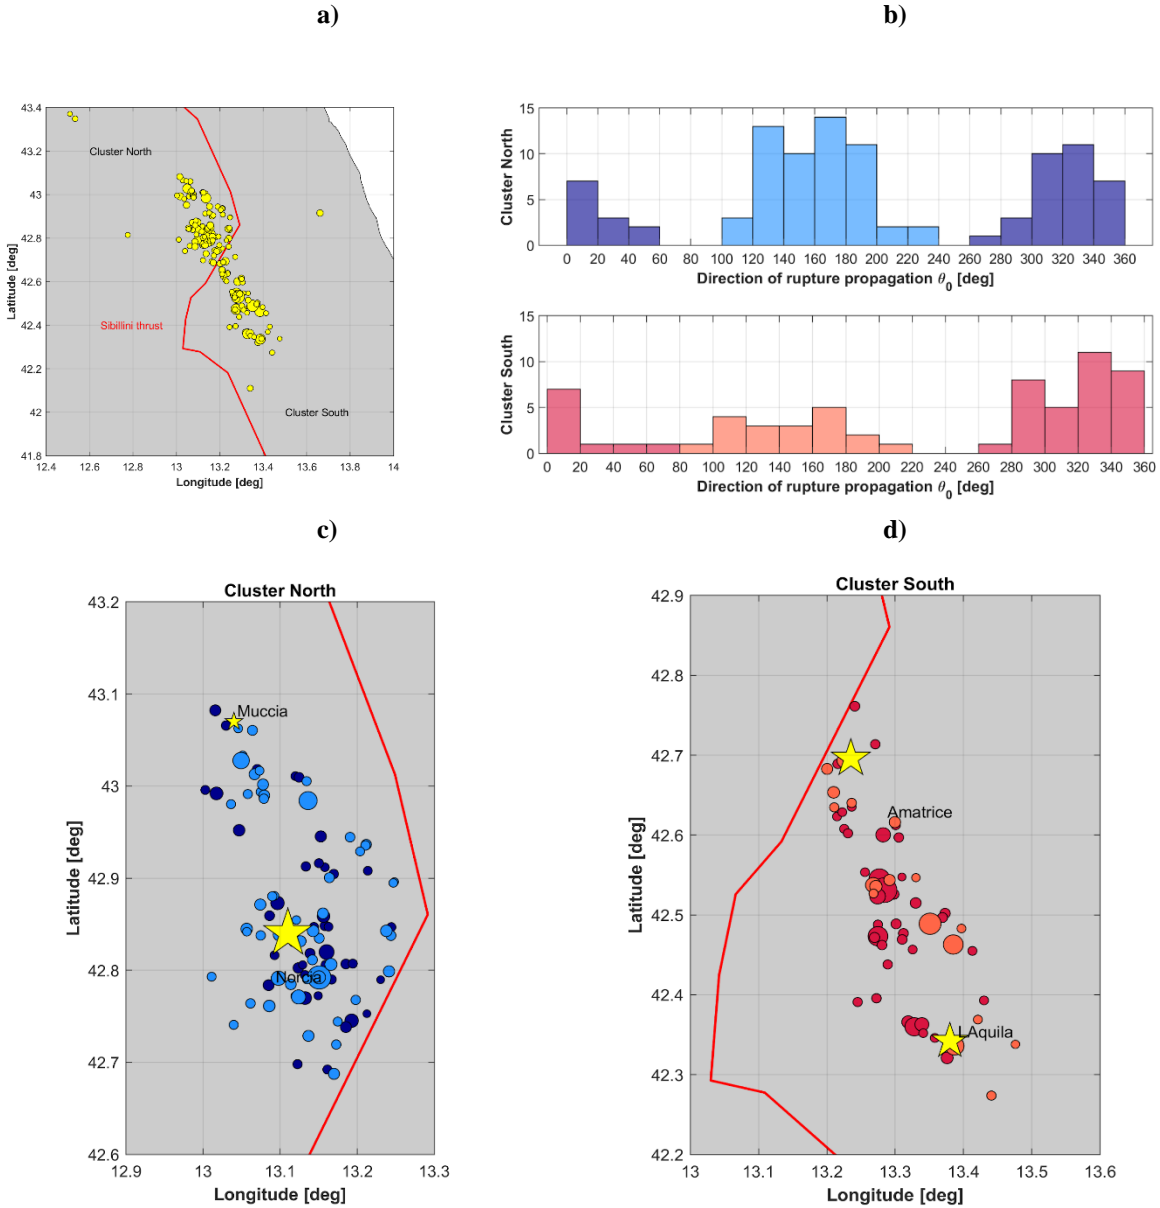 a)
b)
43.4
43.2
43
42.8
42.6
42.4
42.2
42
41.8
12.4 12.6 12.8 13 13.2 13.4 13.6 13.8 14
Latitude [deg]
Longitude [deg]
Cluster North
Sibillini thrust
Cluster South
15
10
5
0
Cluster North
0 20 40 60 80 100 120 140 160 180 200 220 240 260 280 300 320 340 360
Direction of rupture propagation θ0 [deg]
15
10
5
0
Cluster South
0 20 40 60 80 100 120 140 160 180 200 220 240 260 280 300 320 340 360
Direction of rupture propagation θ0 [deg]
c)
d)
Cluster North
43.2
43.1
43
42.9
42.8
42.7
42.6
12.9 13 13.1 13.2 13.3
Latitude [deg]
Longitude [deg]
Muccia
Norcia
Cluster South
42.9
42.8
42.7
42.6
42.5
42.4
42.3
42.2
13 13.1 13.2 13.3 13.4 13.5 13.6
Latitude [deg]
Longitude [deg]
Amatrice
LAquila